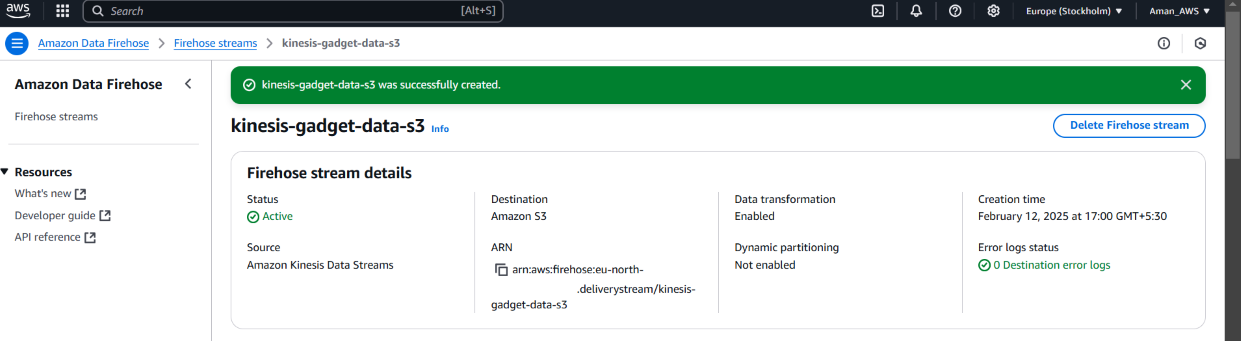 aws
Search [Alt+S]
Europe (Stockholm) ▼ Aman_AWS ▼
Amazon Data Firehose > Firehose streams > kinesis-gadget-data-s3
Amazon Data Firehose
Firehose streams
Resources
What's new
Developer guide
API reference
kinesis-gadget-data-s3 was successfully created.
kinesis-gadget-data-s3 Info
Delete Firehose stream
Firehose stream details
Status
Active
Source
Amazon Kinesis Data Streams
Destination
Amazon S3
ARN
arn:aws:firehose:eu-north-
.deliverystream/kinesis-
gadget-data-s3
Data transformation
Enabled
Dynamic partitioning
Not enabled
Creation time
February 12, 2025 at 17:00 GMT+5:30
Error logs status
0 Destination error logs